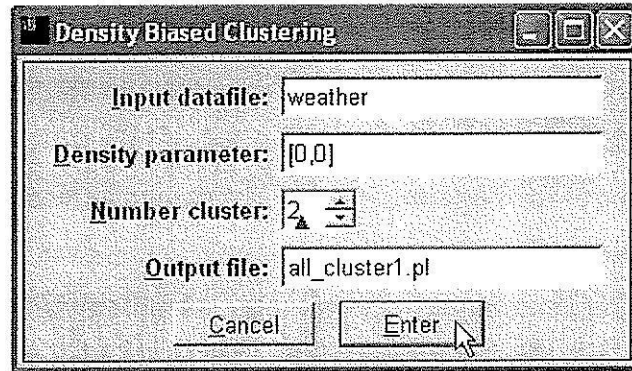 Density Biased Clustering
Input datafile: weather
Density parameter: [0,0]
Number cluster: 2
Output file: all_cluster1.pl
Cancel Enter